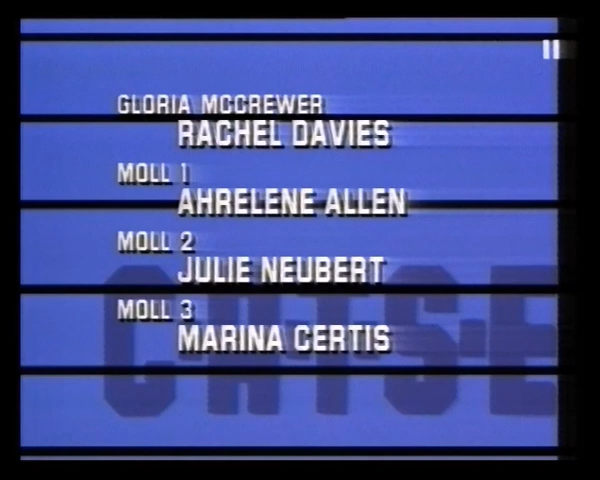 GLORIA MCCREWER
RACHEL DAVIES
MOLL 1
AHRELENE ALLEN
MOLL 2
JULIE NEUBERT
MOLL 3
MARINA CERTIS
C·A·T·S·E